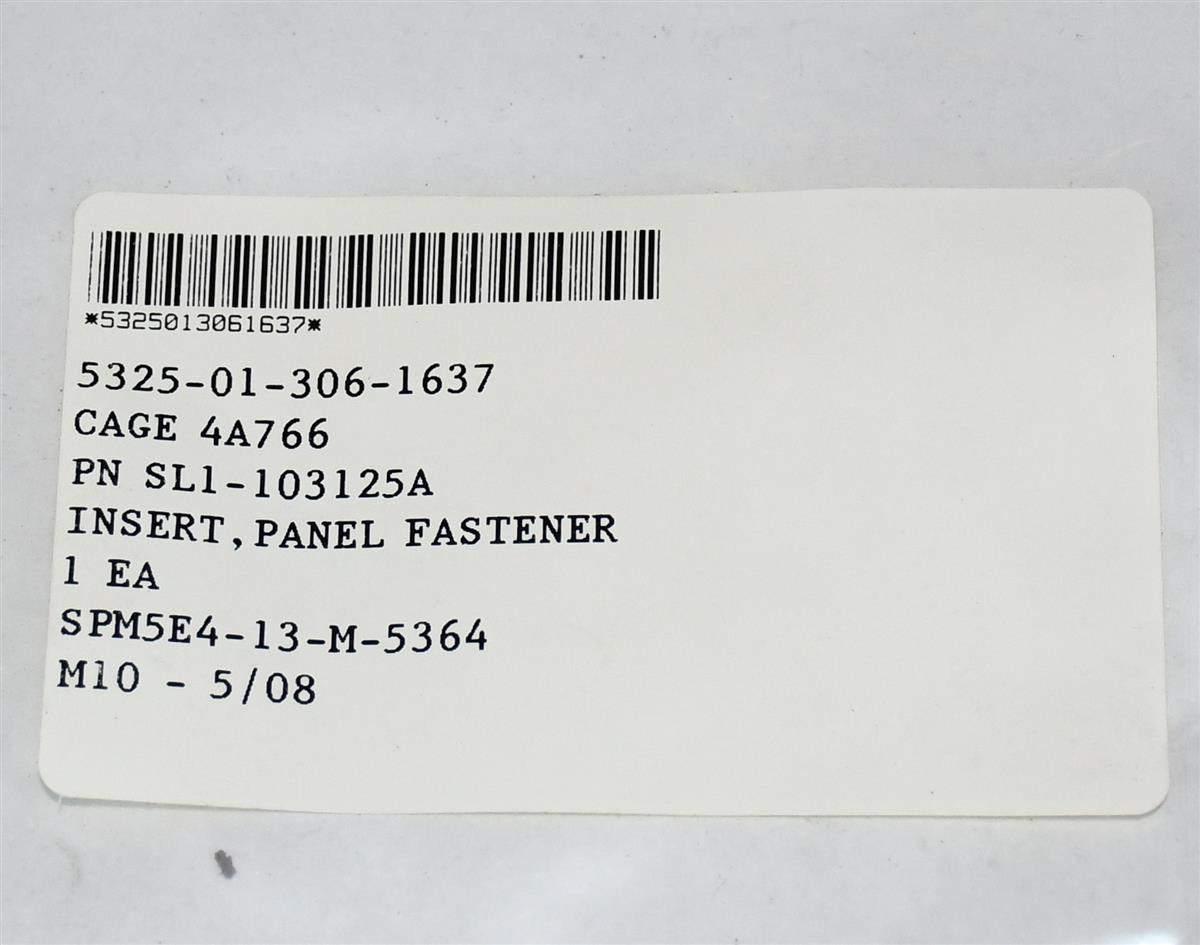 *5325013061637*
5325-01-306-1637
CAGE 4A766
PN SL1-103125A
INSERT,PANEL FASTENER
1 EA
SPM5E4-13-M-5364
M10 - 5/08